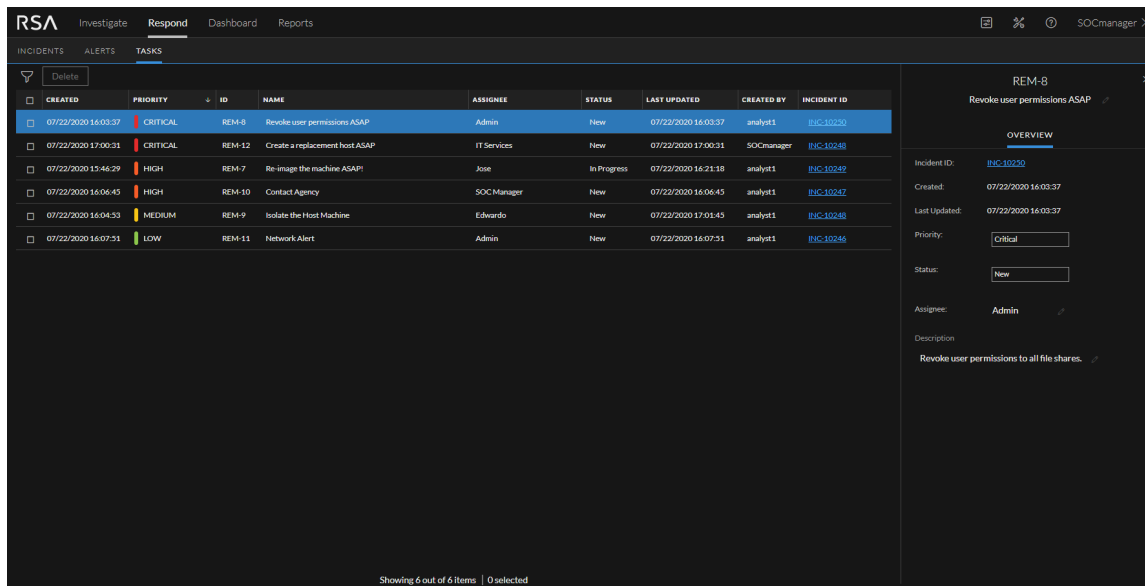 RSA Investigate Respond Dashboard Reports SOCmanager
INCIDENTS ALERTS TASKS
Delete
CREATED PRIORITY ID NAME ASSIGNEE STATUS LAST UPDATED CREATED BY INCIDENT ID
07/22/2020 16:03:37 CRITICAL REM-8 Revoke user permissions ASAP Admin New 07/22/2020 16:03:37 analyst1 INC-10250
07/22/2020 17:00:31 CRITICAL REM-12 Create a replacement host ASAP IT Services New 07/22/2020 17:00:31 SOCmanager INC-10248
07/22/2020 15:46:29 HIGH REM-7 Re-image the machine ASAP! Jose In Progress 07/22/2020 16:21:18 analyst1 INC-10249
07/22/2020 16:06:45 HIGH REM-10 Contact Agency SOC Manager New 07/22/2020 16:06:45 analyst1 INC-10247
07/22/2020 16:04:53 MEDIUM REM-9 Isolate the Host Machine Edwardo New 07/22/2020 17:01:45 analyst1 INC-10248
07/22/2020 16:07:51 LOW REM-11 Network Alert Admin New 07/22/2020 16:07:51 analyst1 INC-10246
Showing 6 out of 6 items | 0 selected
REM-8
Revoke user permissions ASAP
OVERVIEW
Incident ID: INC-10250
Created: 07/22/2020 16:03:37
Last Updated: 07/22/2020 16:03:37
Priority: Critical
Status: New
Assignee: Admin
Description
Revoke user permissions to all file shares.